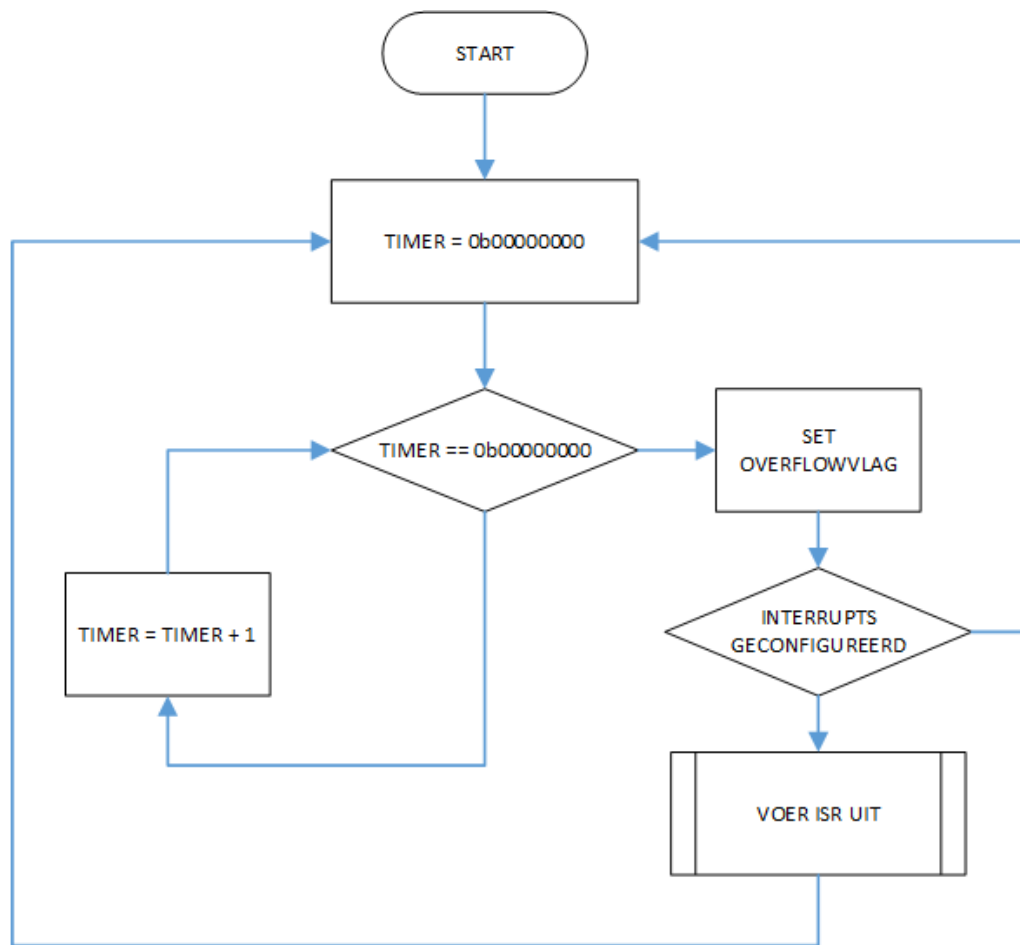 START
TIMER = 0b00000000
TIMER == 0b00000000
SET
OVERFLOWVLAG
TIMER = TIMER + 1
INTERRUPTS
GECONFIGUREERD
VOER ISR UIT